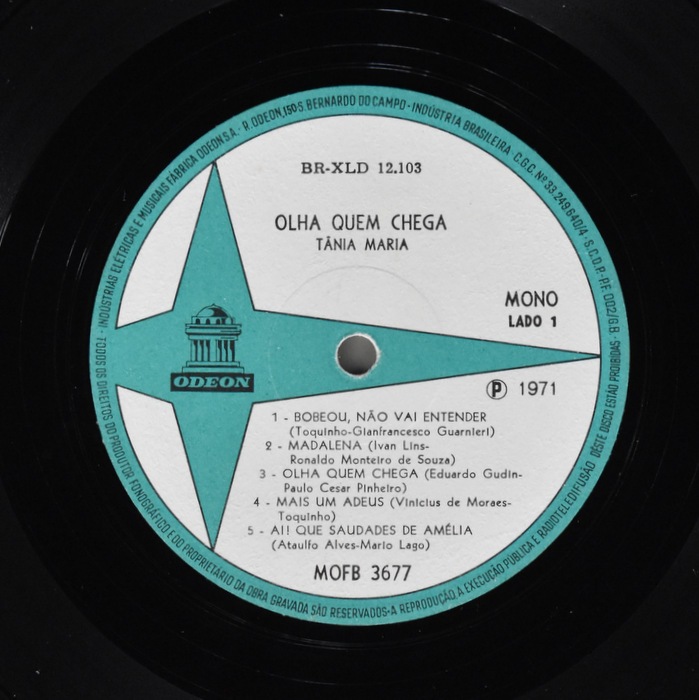 BR-XLD 12.103
OLHA QUEM CHEGA
TÂNIA MARIA
MONO
LADO 1
ODEON
Ⓟ 1971
1 - BOBEOU, NÃO VAI ENTENDER
(Toquinho-Gianfrancesco Guarnieri)
2 - MADALENA (Ivan Lins-
Ronaldo Monteiro de Souza)
3 - OLHA QUEM CHEGA (Eduardo Gudin-
Paulo Cesar Pinheiro)
4 - MAIS UM ADEUS (Vinicius de Moraes-
Toquinho)
5 - AI! QUE SAUDADES DE AMÉLIA
(Ataulfo Alves-Mario Lago)
MOFB 3677
INDÚSTRIAS ELÉTRICAS E MUSICAIS FÁBRICA ODEON S.A. - R. ODEON, 150 S. BERNARDO DO CAMPO - INDÚSTRIA BRASILEIRA C.G.C. Nº 33.249.640/4 - S.C.D.P.-P.F. 002/G.B.
TODOS OS DIREITOS DO PRODUTOR FONOGRÁFICO E DO PROPRIETÁRIO DA OBRA GRAVADA SÃO RESERVADOS-A REPRODUÇÃO, A EXECUÇÃO PÚBLICA E RADIOTELEDIFUSÃO DESTE DISCO ESTÃO PROIBIDAS